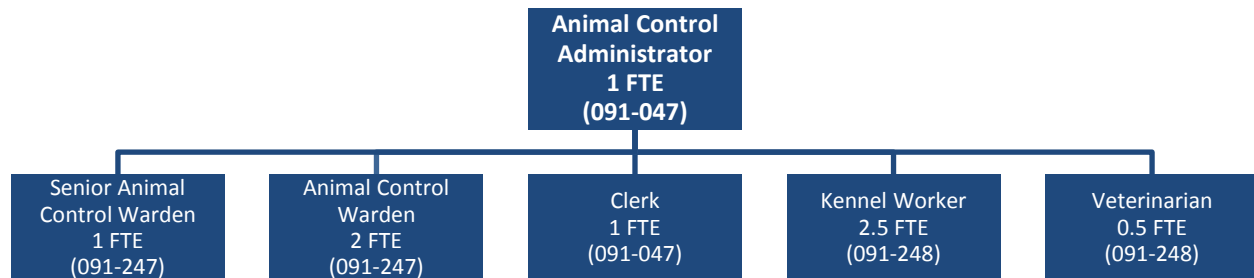 Animal Control
Administrator
1 FTE
(091-047)
Senior Animal
Control Warden
1 FTE
(091-247)
Animal Control
Warden
2 FTE
(091-247)
Clerk
1 FTE
(091-047)
Kennel Worker
2.5 FTE
(091-248)
Veterinarian
0.5 FTE
(091-248)